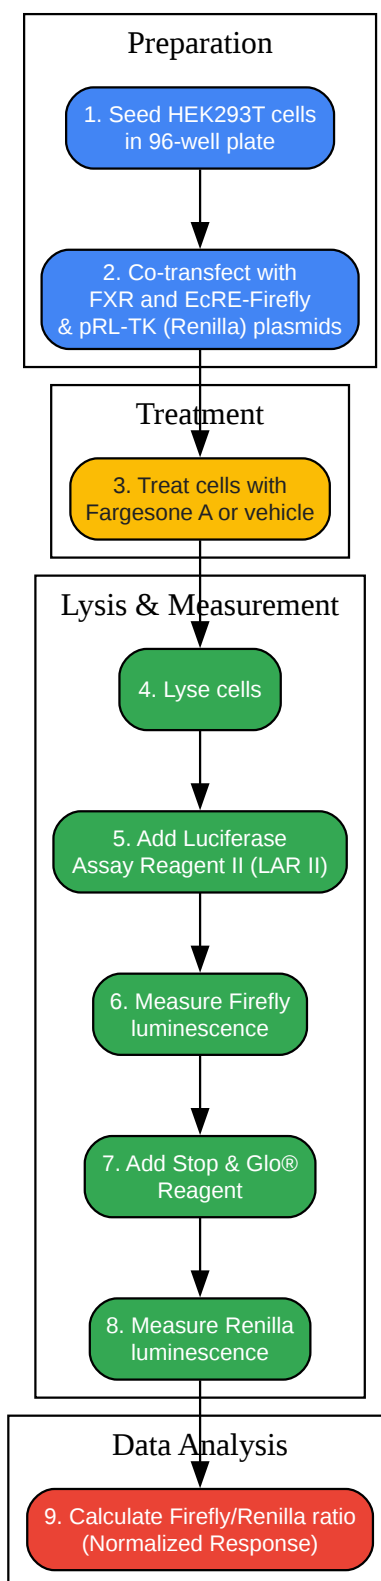 Preparation
1. Seed HEK293T cells
in 96-well plate
2. Co-transfect with
FXR and EcRE-Firefly
& pRL-TK (Renilla) plasmids
Treatment
3. Treat cells with
Fargesone A or vehicle
Lysis & Measurement
4. Lyse cells
5. Add Luciferase
Assay Reagent II (LAR II)
6. Measure Firefly
luminescence
7. Add Stop & Glo®
Reagent
8. Measure Renilla
luminescence
Data Analysis
9. Calculate Firefly/Renilla ratio
(Normalized Response)